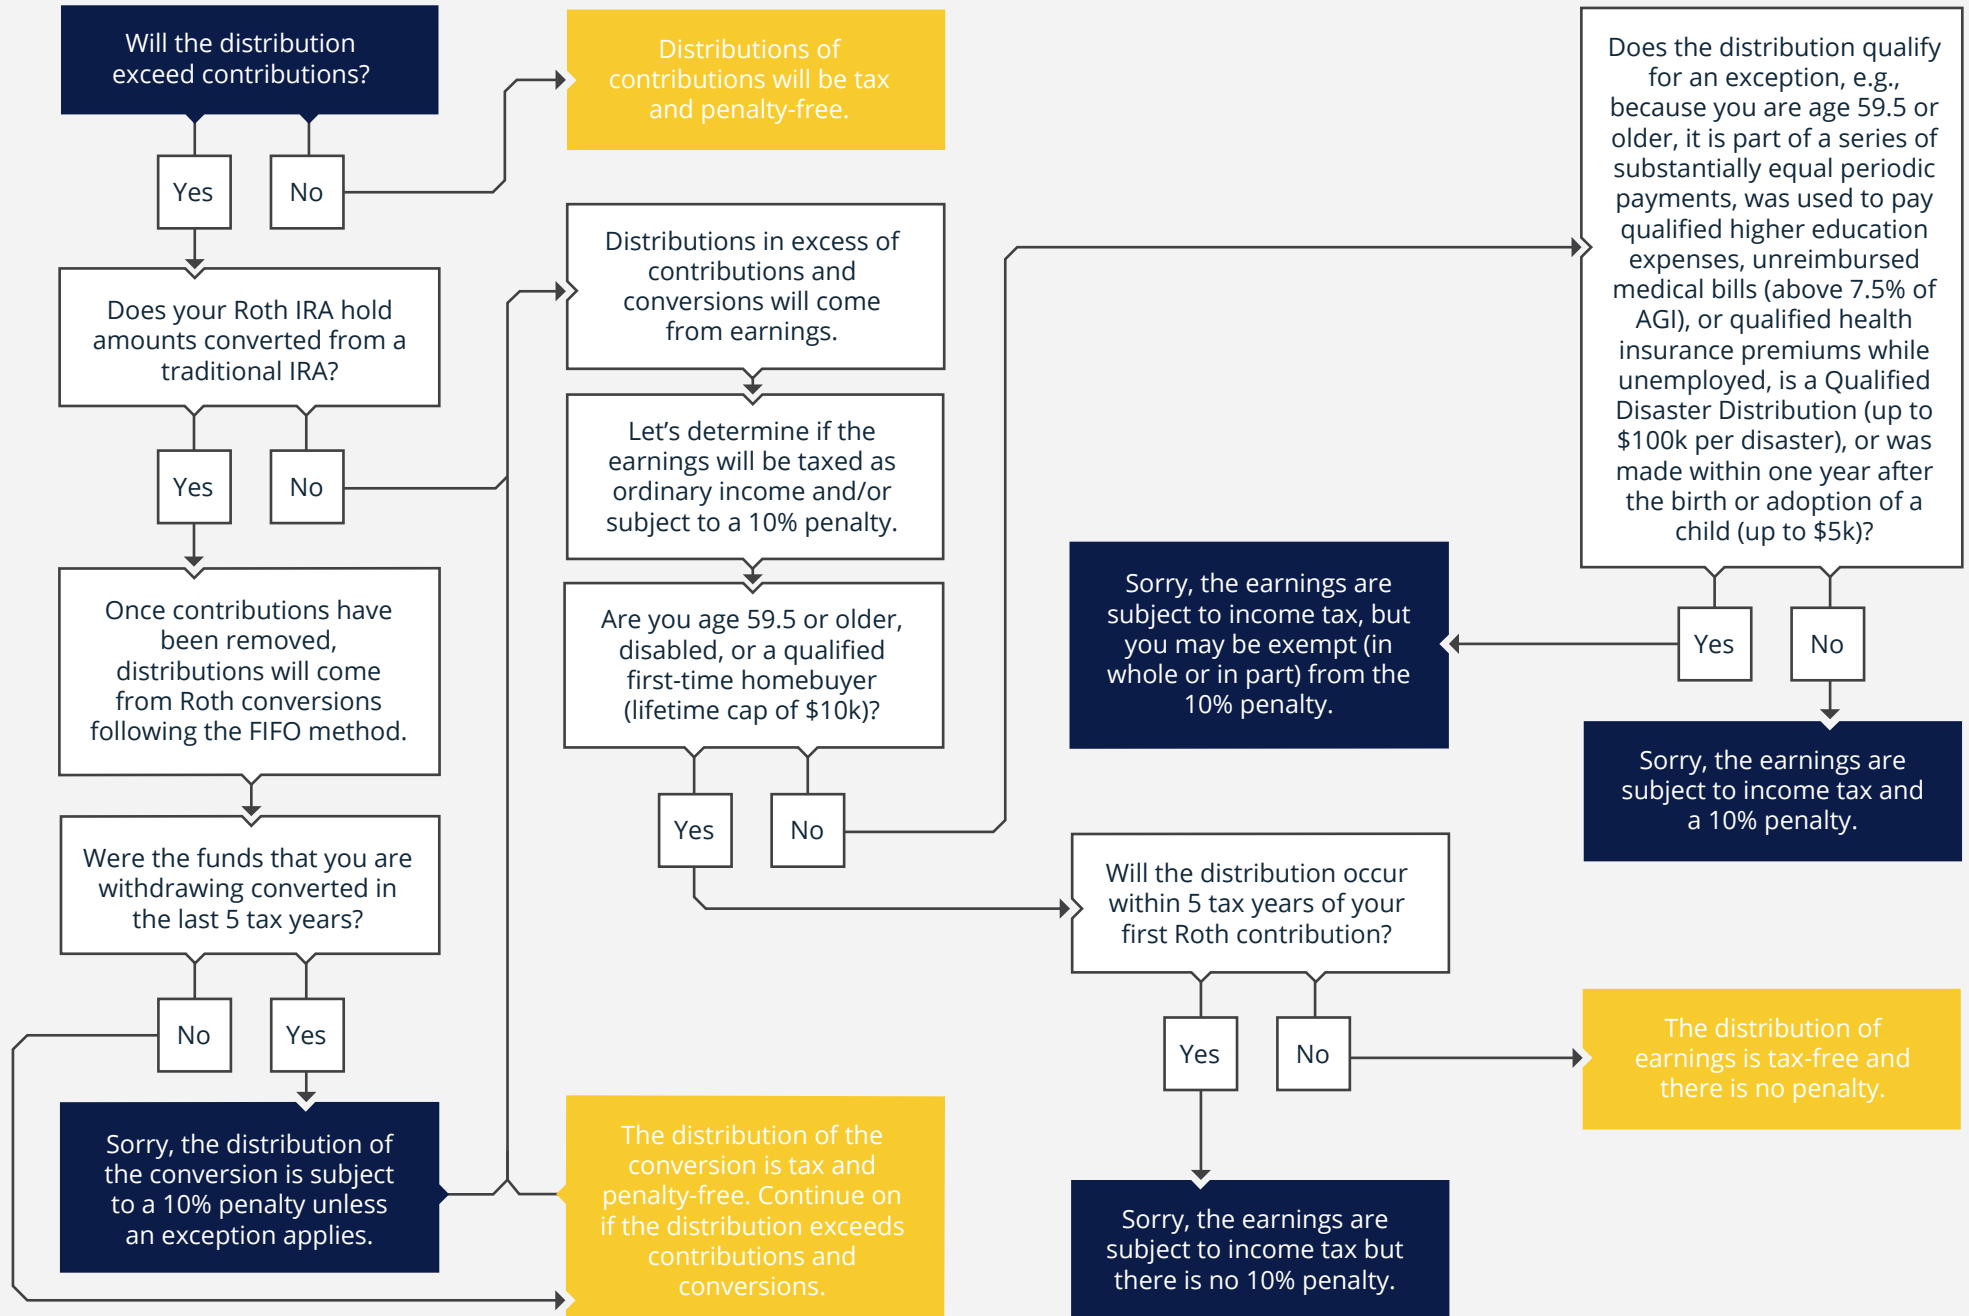 Will the distribution
exceed contributions?
Yes
No
Distributions of
contributions will be tax
and penalty-free.
Does your Roth IRA hold
amounts converted from a
traditional IRA?
Yes
No
Once contributions have
been removed,
distributions will come
from Roth conversions
following the FIFO method.
Were the funds that you are
withdrawing converted in
the last 5 tax years?
No
Yes
Sorry, the distribution of
the conversion is subject
to a 10% penalty unless
an exception applies.
The distribution of the
conversion is tax and
penalty-free. Continue on
if the distribution exceeds
contributions and
conversions.
Distributions in excess of
contributions and
conversions will come
from earnings.
Let’s determine if the
earnings will be taxed as
ordinary income and/or
subject to a 10% penalty.
Are you age 59.5 or older,
disabled, or a qualified
first-time homebuyer
(lifetime cap of $10k)?
Yes
No
Will the distribution occur
within 5 tax years of your
first Roth contribution?
Yes
No
Sorry, the earnings are
subject to income tax but
there is no 10% penalty.
The distribution of
earnings is tax-free and
there is no penalty.
Does the distribution qualify
for an exception, e.g.,
because you are age 59.5 or
older, it is part of a series of
substantially equal periodic
payments, was used to pay
qualified higher education
expenses, unreimbursed
medical bills (above 7.5% of
AGI), or qualified health
insurance premiums while
unemployed, is a Qualified
Disaster Distribution (up to
$100k per disaster), or was
made within one year after
the birth or adoption of a
child (up to $5k)?
Yes
No
Sorry, the earnings are
subject to income tax, but
you may be exempt (in
whole or in part) from the
10% penalty.
Sorry, the earnings are
subject to income tax and
a 10% penalty.